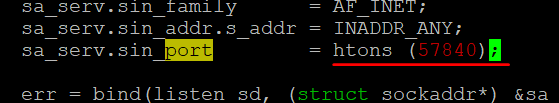 sa_serv.sin_family      = AF_INET;
sa_serv.sin_addr.s_addr = INADDR_ANY;
sa_serv.sin_port        = htons (57840);
err = bind(listen_sd, (struct sockaddr*) &sa